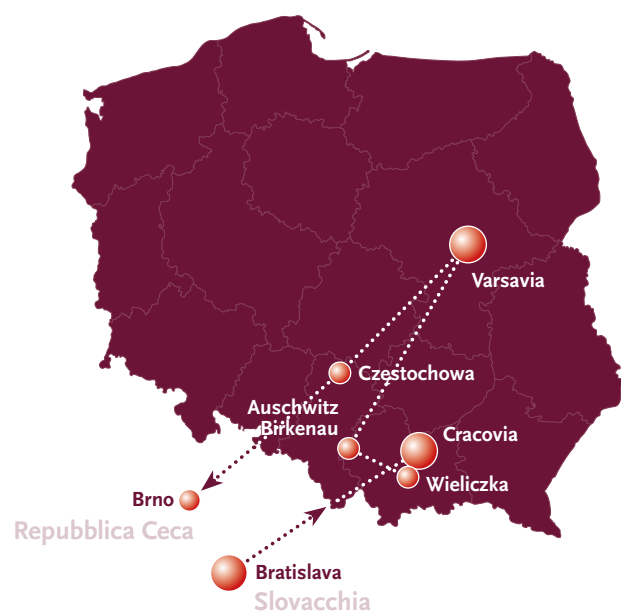 Varsavia
Czestochowa
Auschwitz
Birkenau
Cracovia
Wieliczka
Brno
Repubblica Ceca
Bratislava
Slovacchia